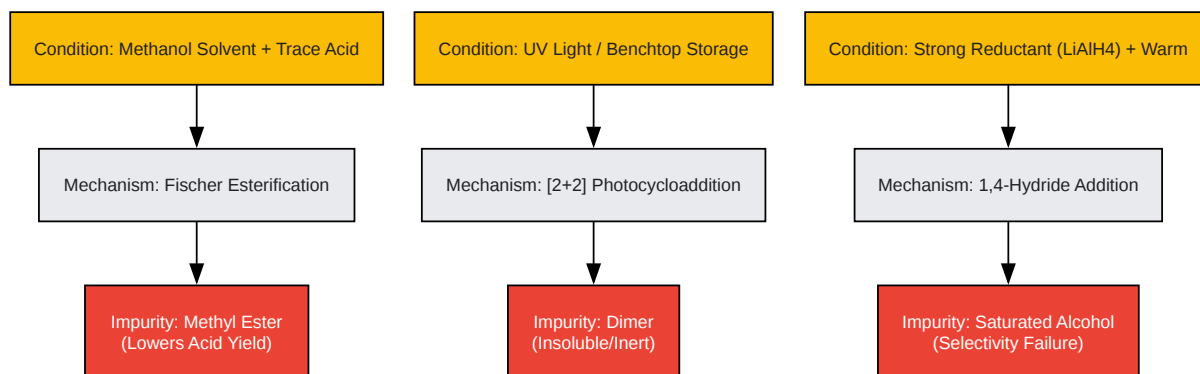 Condition: Methanol Solvent + Trace Acid
Condition: UV Light / Benchtop Storage
Condition: Strong Reductant (LiAlH4) + Warm
Mechanism: Fischer Esterification
Mechanism: [2+2] Photocycloaddition
Mechanism: 1,4-Hydride Addition
Impurity: Methyl Ester
(Lowers Acid Yield)
Impurity: Dimer
(Insoluble/Inert)
Impurity: Saturated Alcohol
(Selectivity Failure)